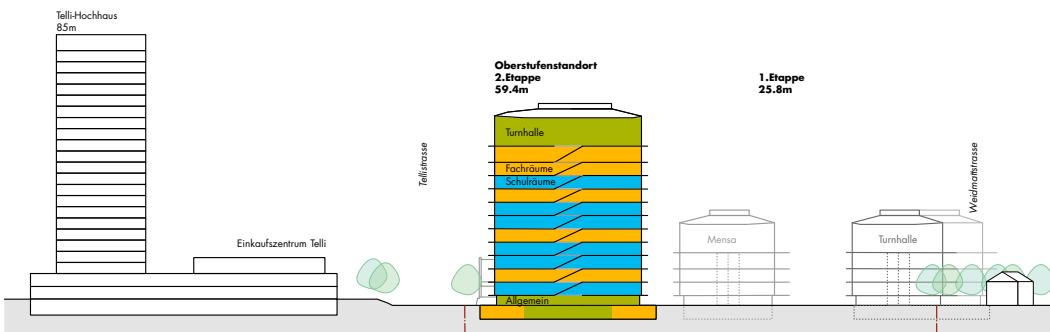 Telli-Hochhaus
85m
Oberstufenstandort
2.Etappe
59.4m
1.Etappe
25.8m
Turnhalle
Tellistrasse
Fachräume
Schulräume
Weidmattstrasse
Einkaufszentrum Telli
Mensa
Turnhalle
Allgemein